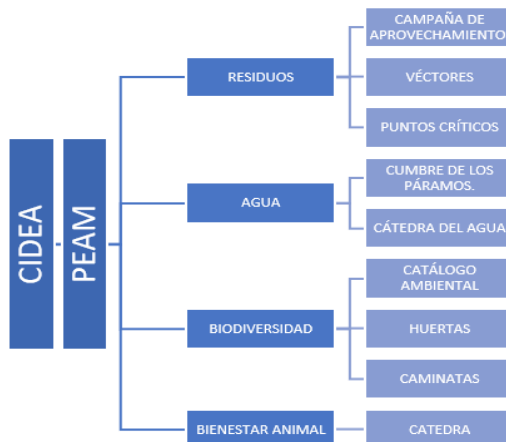 CIDEA
PEAM
RESIDUOS
CAMPAÑA DE
APROVECHAMIENTO
VÉCTORES
PUNTOS CRÍTICOS
AGUA
CUMBRE DE LOS
PÁRAMOS.
CÁTEDRA DEL AGUA
BIODIVERSIDAD
CATÁLOGO
AMBIENTAL
HUERTAS
CAMINATAS
BIENESTAR ANIMAL
CATEDRA